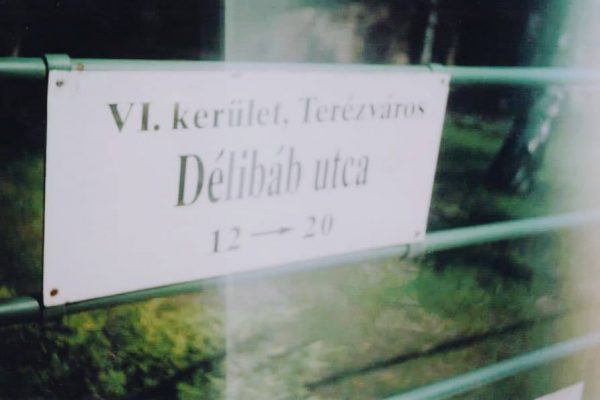 VI. kerület, Terézváros
Délibáb utca
12 → 20